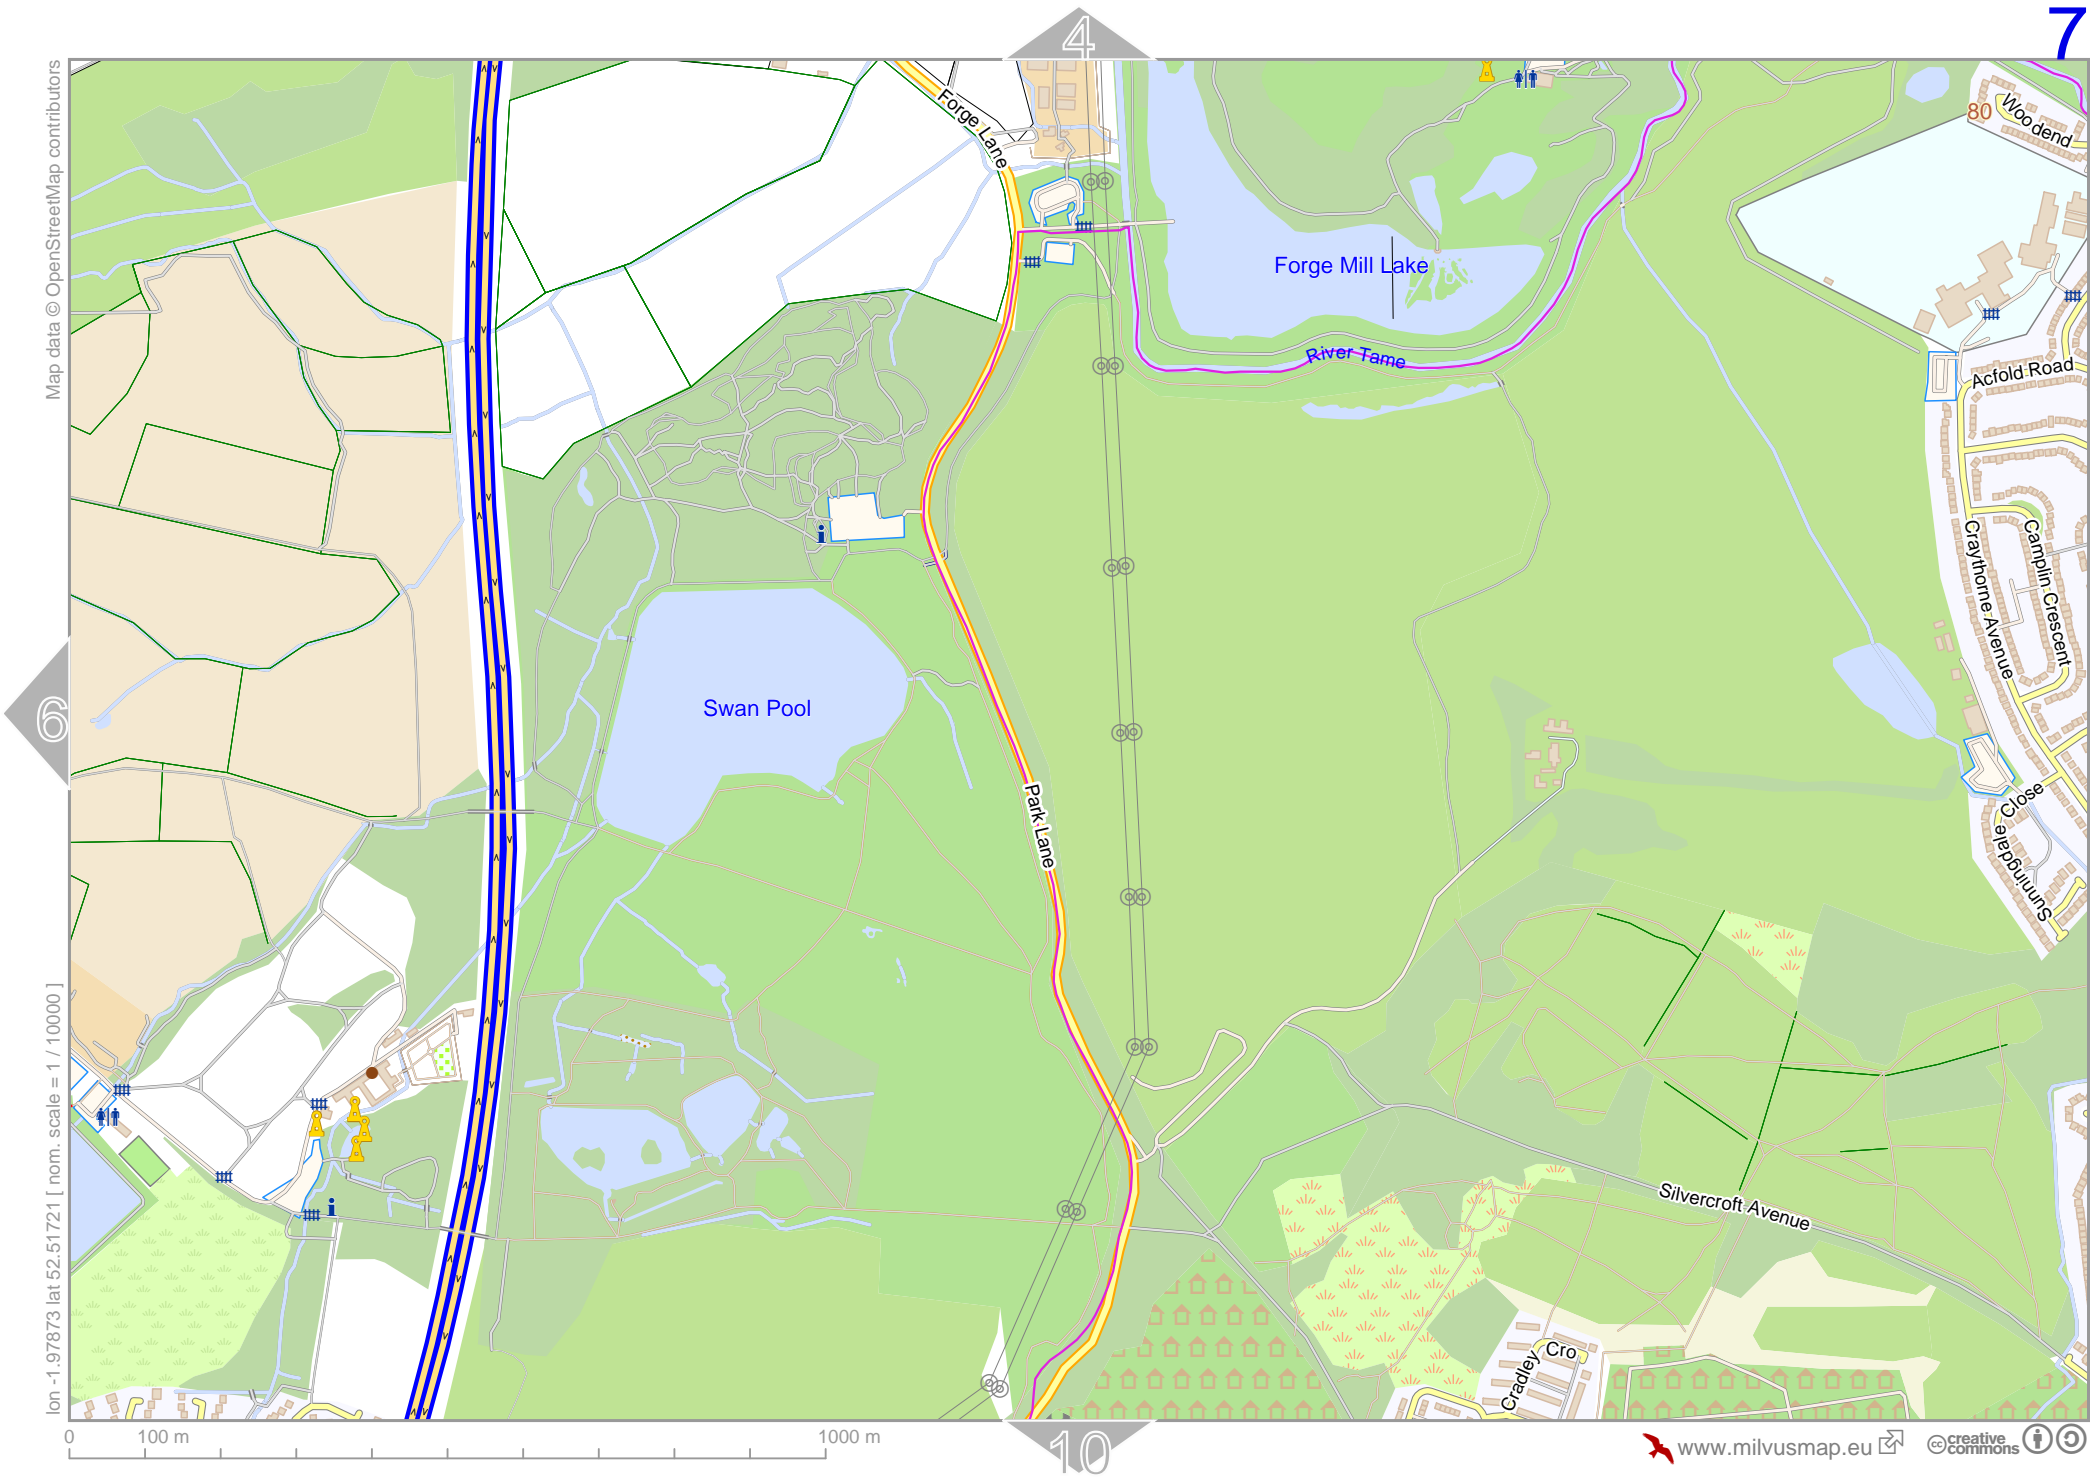 7
4
Map data © OpenStreetMap contributors
Forge Lane
80
Woodend
Forge Mill Lake
River Tame
Acfold Road
Craythorne Avenue
Camplin Crescent
6
Swan Pool
Park Lane
Sunningdale Close
Silvercroft Avenue
Cradley Cro
lon -1.97873 lat 52.51721 [ nom. scale = 1 / 10000 ]
0 100 m 1000 m
10
www.milvusmap.eu
cc creative commons